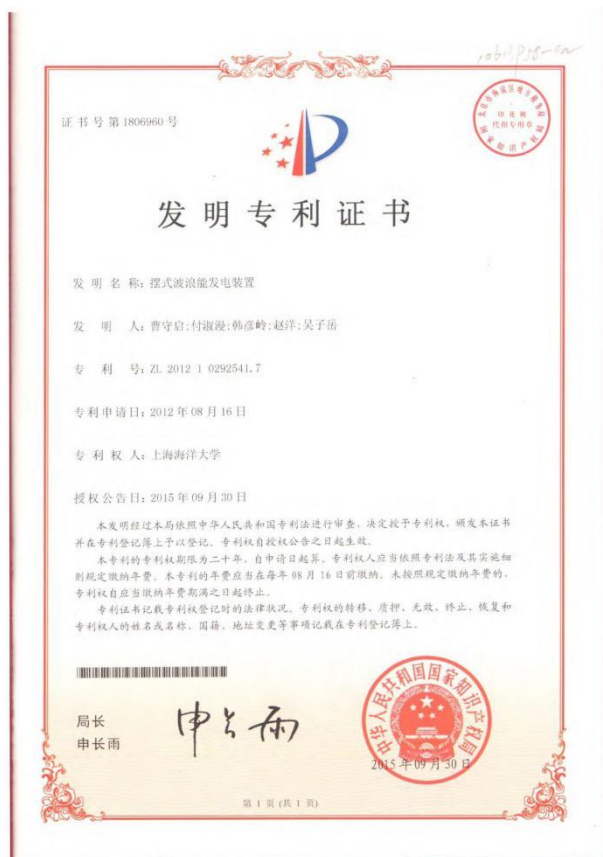 证书号第1806960号
印花税
代扣专用章
发明专利证书
发 明 名 称：摆式波浪能发电装置
发 明 人：曹守启;付淑漫;韩彦岭;赵洋;吴子岳
专 利 号：ZL 2012 1 0292541.7
专利申请日：2012年08月16日
专 利 权 人：上海海洋大学
授权公告日：2015年09月30日
本发明经过本局依照中华人民共和国专利法进行审查，决定授予专利权，颁发本证书
并在专利登记簿上予以登记。专利权自授权公告之日起生效。
本专利的专利权期限为二十年，自申请日起算。专利权人应当依照专利法及其实施细
则规定缴纳年费。本专利的年费应当在每年08月16日前缴纳。未按照规定缴纳年费的，
专利权自应当缴纳年费期满之日起终止。
专利证书记载专利权登记时的法律状况。专利权的转移、质押、无效、终止、恢复和
专利权人的姓名或名称、国籍、地址变更等事项记载在专利登记簿上。
局长
申长雨
申长雨
中华人民共和国国家知识产权局
2015年09月30日
第 1 页 (共 1 页)